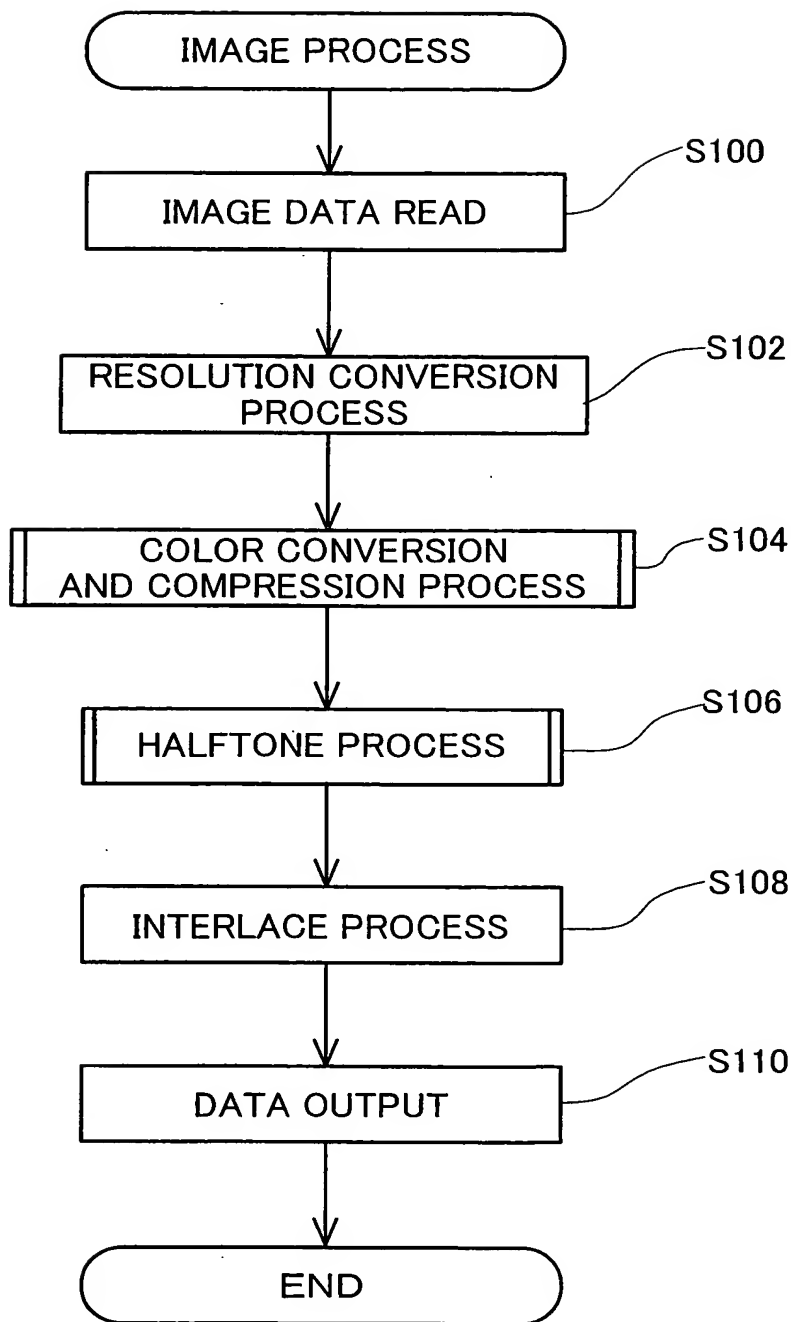 IMAGE PROCESS
S100
IMAGE DATA READ
S102
RESOLUTION CONVERSION
PROCESS
S104
COLOR CONVERSION
AND COMPRESSION PROCESS
S106
HALFTONE PROCESS
S108
INTERLACE PROCESS
S110
DATA OUTPUT
END